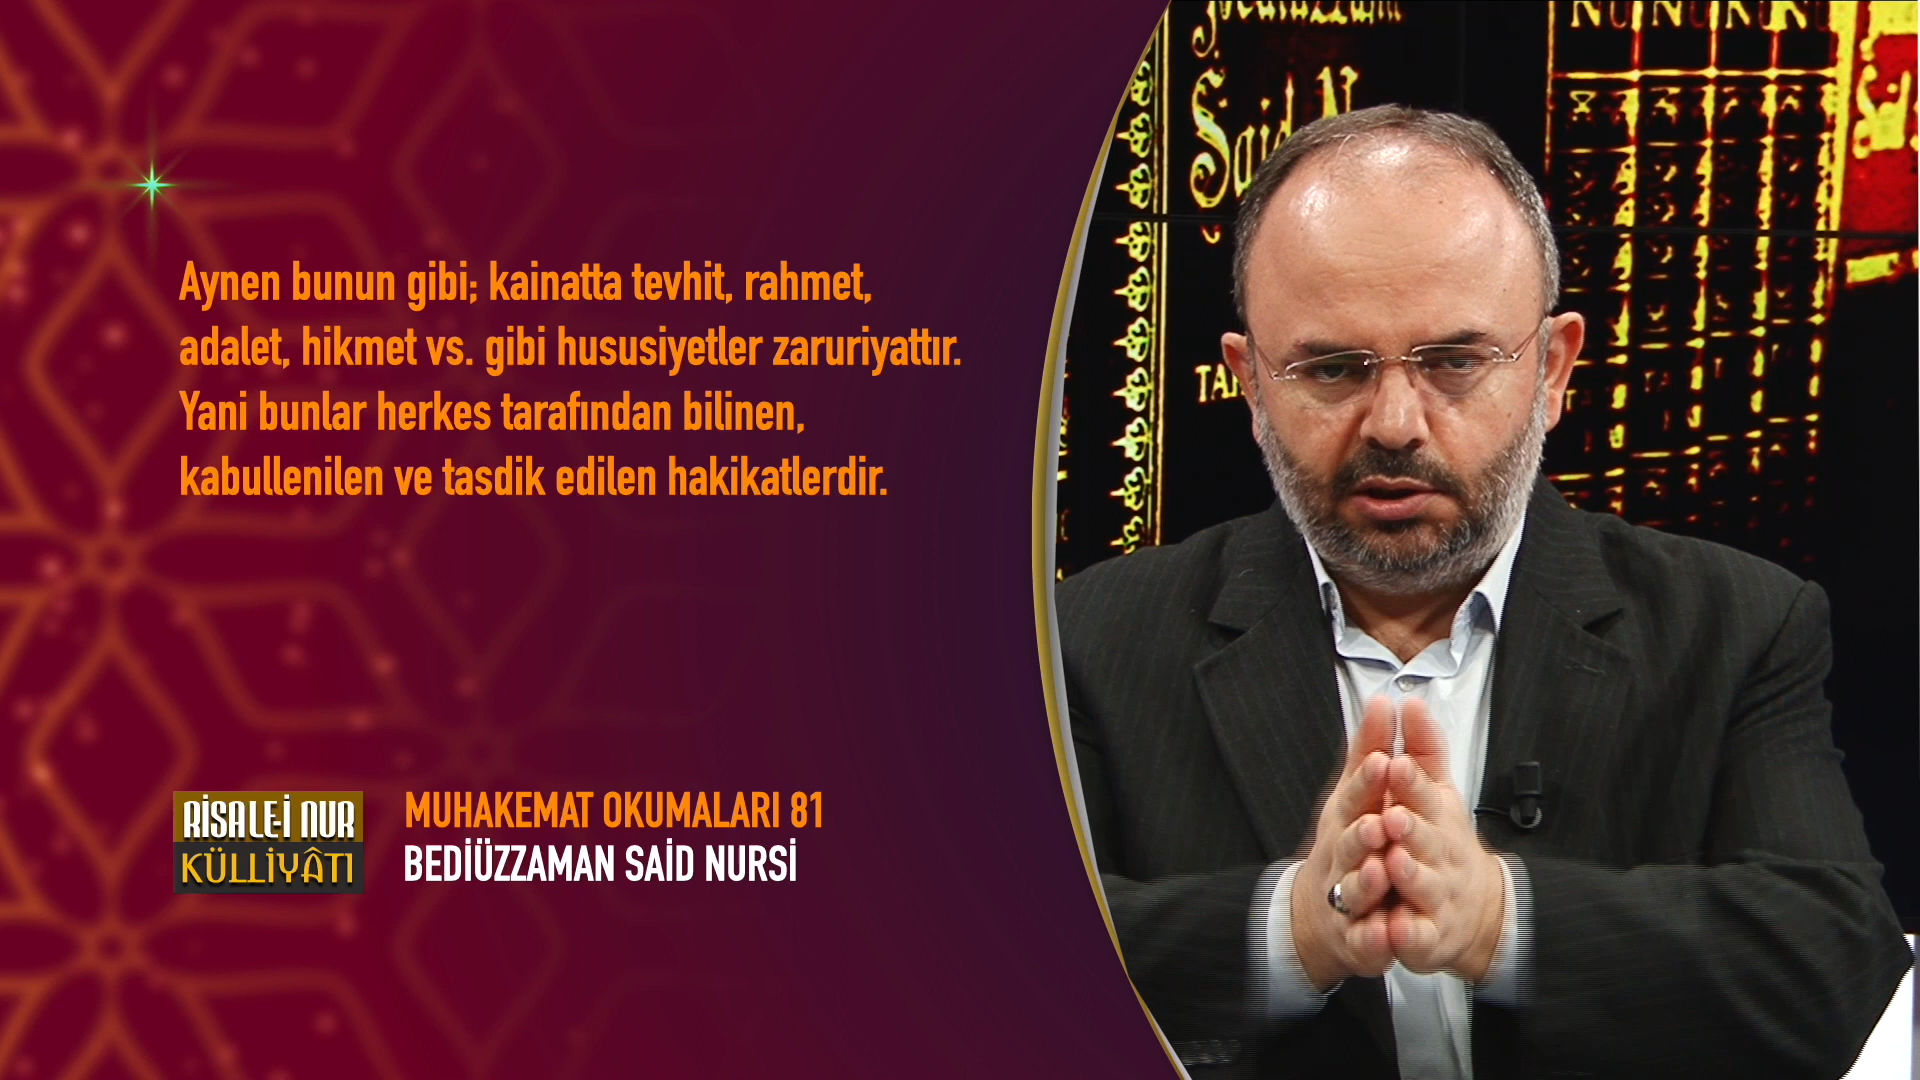 Aynen bunun gibi; kainatta tevhit, rahmet,
adalet, hikmet vs. gibi hususiyetler zaruriyattır.
Yani bunlar herkes tarafından bilinen,
kabullenilen ve tasdik edilen hakikatlerdir.
RİSALE-İ NUR
KÜLLİYÂTI
MUHAKEMAT OKUMALARI 81
BEDİÜZZAMAN SAİD NURSİ
Said N